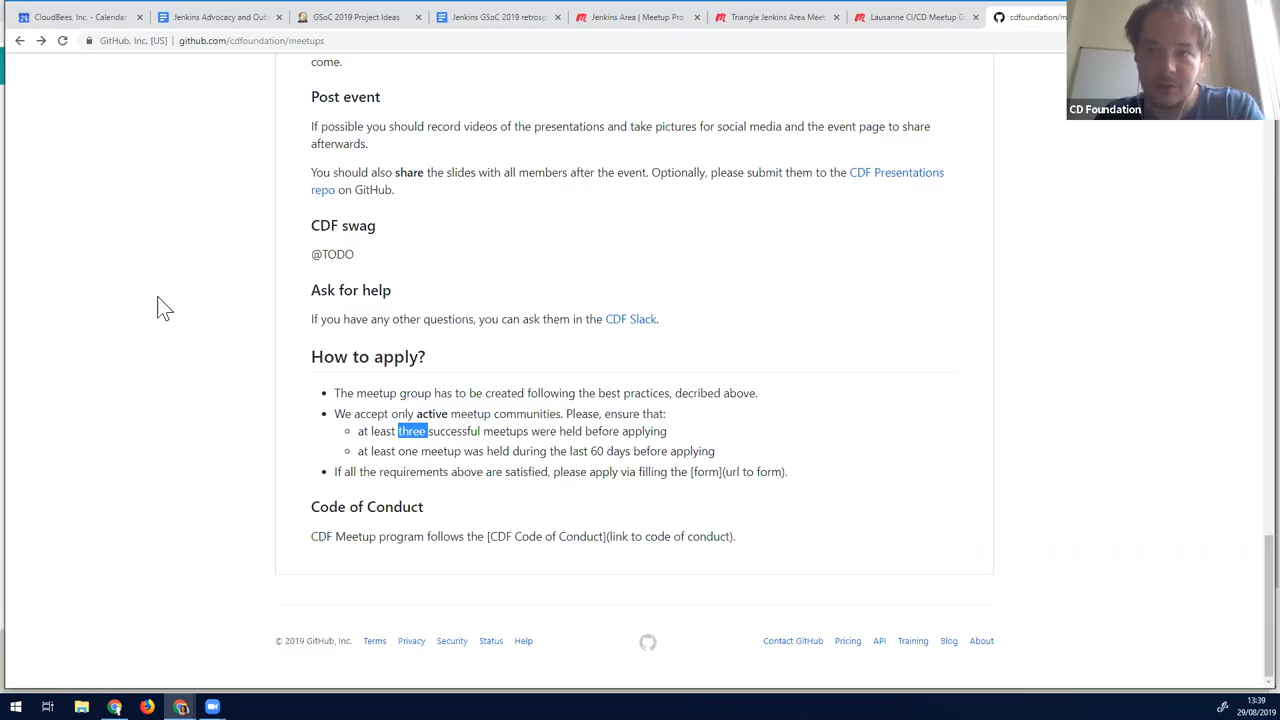 CloudBees, Inc. - Calendar
Jenkins Advocacy and Outr
GSoC 2019 Project Ideas
Jenkins GSoC 2019 retrosp
Jenkins Area | Meetup Pro
Triangle Jenkins Area Meet
Lausanne CI/CD Meetup G
cdfoundation/m
GitHub, Inc. [US]
github.com/cdfoundation/meetups
CD Foundation
come.
Post event
If possible you should record videos of the presentations and take pictures for social media and the event page to share
afterwards.
You should also share the slides with all members after the event. Optionally, please submit them to the CDF Presentations
repo on GitHub.
CDF swag
@TODO
Ask for help
If you have any other questions, you can ask them in the CDF Slack.
How to apply?
The meetup group has to be created following the best practices, decribed above.
We accept only active meetup communities. Please, ensure that:
at least three successful meetups were held before applying
at least one meetup was held during the last 60 days before applying
If all the requirements above are satisfied, please apply via filling the [form](url to form).
Code of Conduct
CDF Meetup program follows the [CDF Code of Conduct](link to code of conduct).
© 2019 GitHub, Inc.
Terms
Privacy
Security
Status
Help
Contact GitHub
Pricing
API
Training
Blog
About
13:39
29/08/2019